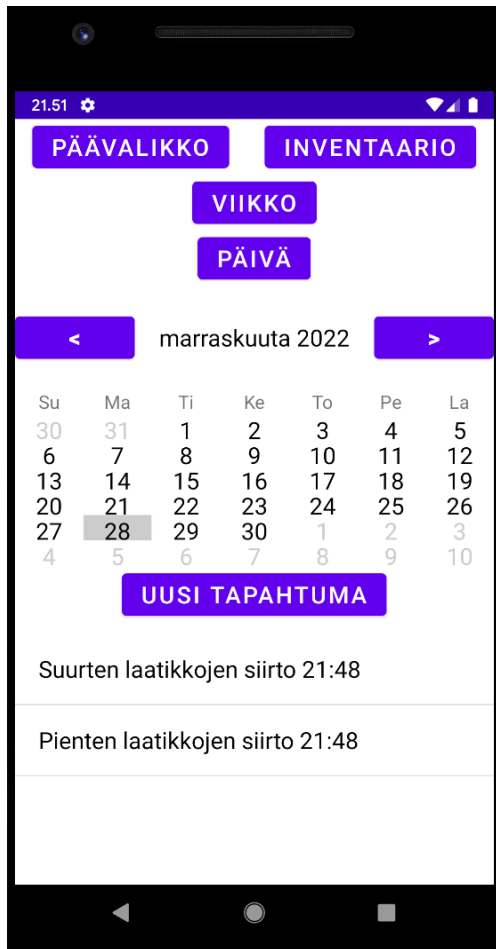 21.51
PÄÄVALIKKO INVENTAARIO
VIIKKO
PÄIVÄ
< marraskuuta 2022 >
Su Ma Ti Ke To Pe La
30 31 1 2 3 4 5
6 7 8 9 10 11 12
13 14 15 16 17 18 19
20 21 22 23 24 25 26
27 28 29 30 1 2 3
4 5 6 7 8 9 10
UUSI TAPAHTUMA
Suurten laatikkojen siirto 21:48
Pienten laatikkojen siirto 21:48